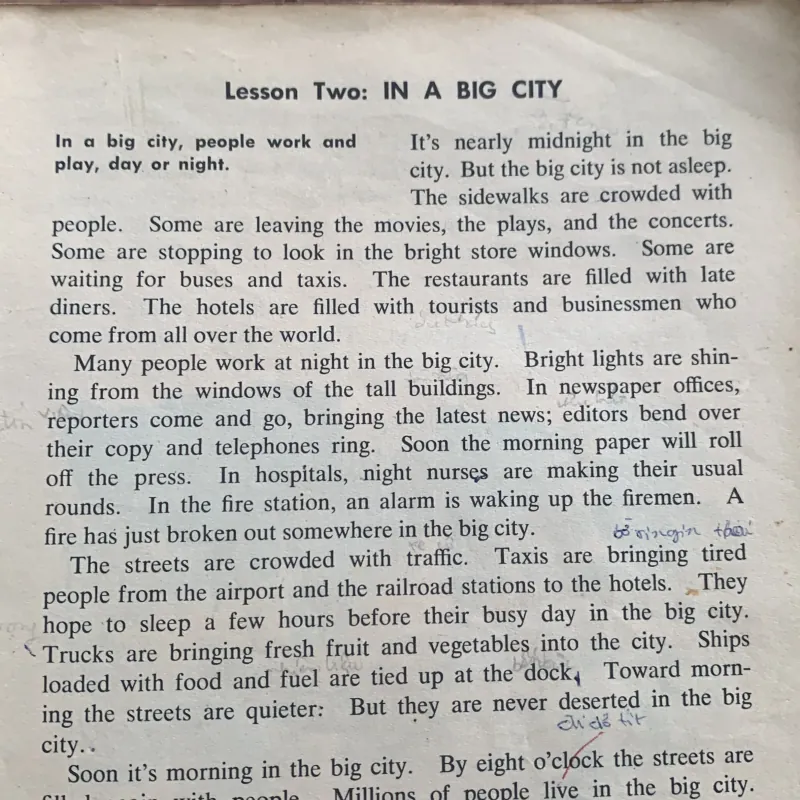 Lesson Two: IN A BIG CITY
In a big city, people work and
play, day or night.
It's nearly midnight in the big
city. But the big city is not asleep.
The sidewalks are crowded with
people. Some are leaving the movies, the plays, and the concerts.
Some are stopping to look in the bright store windows. Some are
waiting for buses and taxis. The restaurants are filled with late
diners. The hotels are filled with tourists and businessmen who
come from all over the world.
Many people work at night in the big city. Bright lights are shin-
ing from the windows of the tall buildings. In newspaper offices,
reporters come and go, bringing the latest news; editors bend over
their copy and telephones ring. Soon the morning paper will roll
off the press. In hospitals, night nurses are making their usual
rounds. In the fire station, an alarm is waking up the firemen. A
fire has just broken out somewhere in the big city.
The streets are crowded with traffic. Taxis are bringing tired
people from the airport and the railroad stations to the hotels. They
hope to sleep a few hours before their busy day in the big city.
Trucks are bringing fresh fruit and vegetables into the city. Ships
loaded with food and fuel are tied up at the dock. Toward morn-
ing the streets are quieter: But they are never deserted in the big
city..
Soon it's morning in the big city. By eight o'clock the streets are
filled again with people. Millions of people live in the big city.